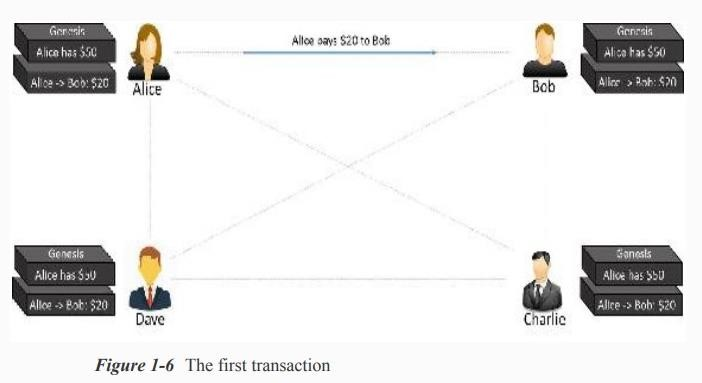 Genesis
Alice has $50
Alice -> Bob: $20
Alice
Alice pays $20 to Bob
Bob
Genesis
Alice has $50
Alice -> Bob: $20
Genesis
Alice has $50
Alice -> Bob: $20
Dave
Charlie
Genesis
Alice has $50
Alice -> Bob: $20
Figure 1-6 The first transaction